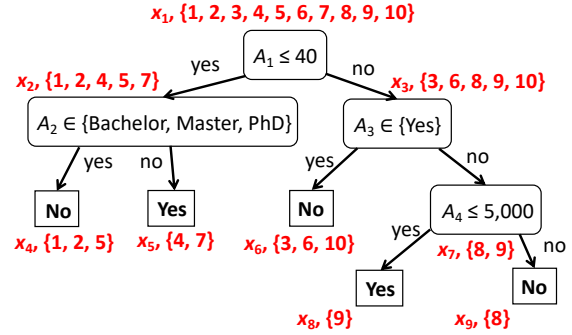 x₁, {1, 2, 3, 4, 5, 6, 7, 8, 9, 10}
A₁ ≤ 40
yes
no
x₂, {1, 2, 4, 5, 7}
x₃, {3, 6, 8, 9, 10}
A₂ ∈ {Bachelor, Master, PhD}
A₃ ∈ {Yes}
yes
no
yes
no
No
Yes
No
A₄ ≤ 5,000
x₄, {1, 2, 5}
x₅, {4, 7}
x₆, {3, 6, 10}
yes
x₇, {8, 9}
no
Yes
No
x₈, {9}
x₉, {8}